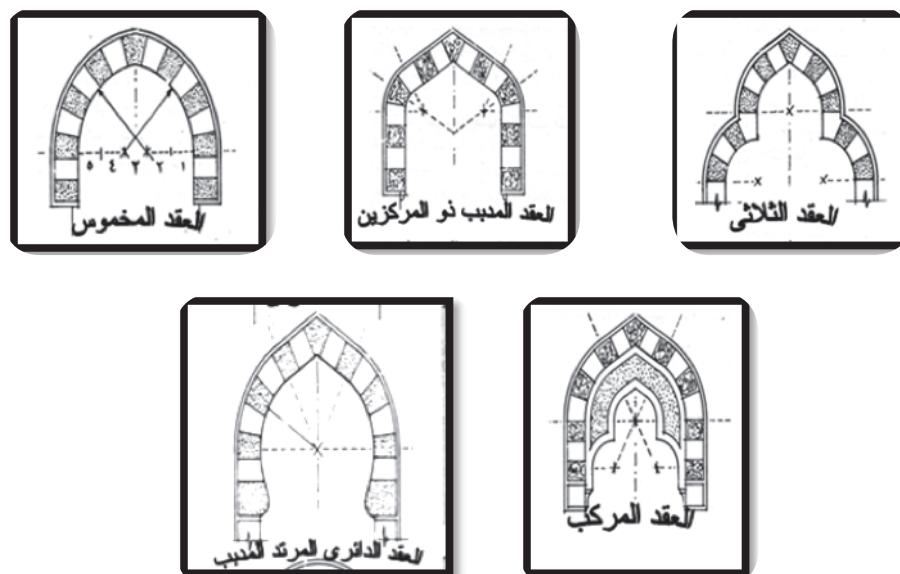 ٥ ٤ ٣ ٢ ١
العقد المخموس
العقد المدبب ذو المركزين
العقد الثلاثى
العقد الدائرى المرتد المدبب
العقد المركب